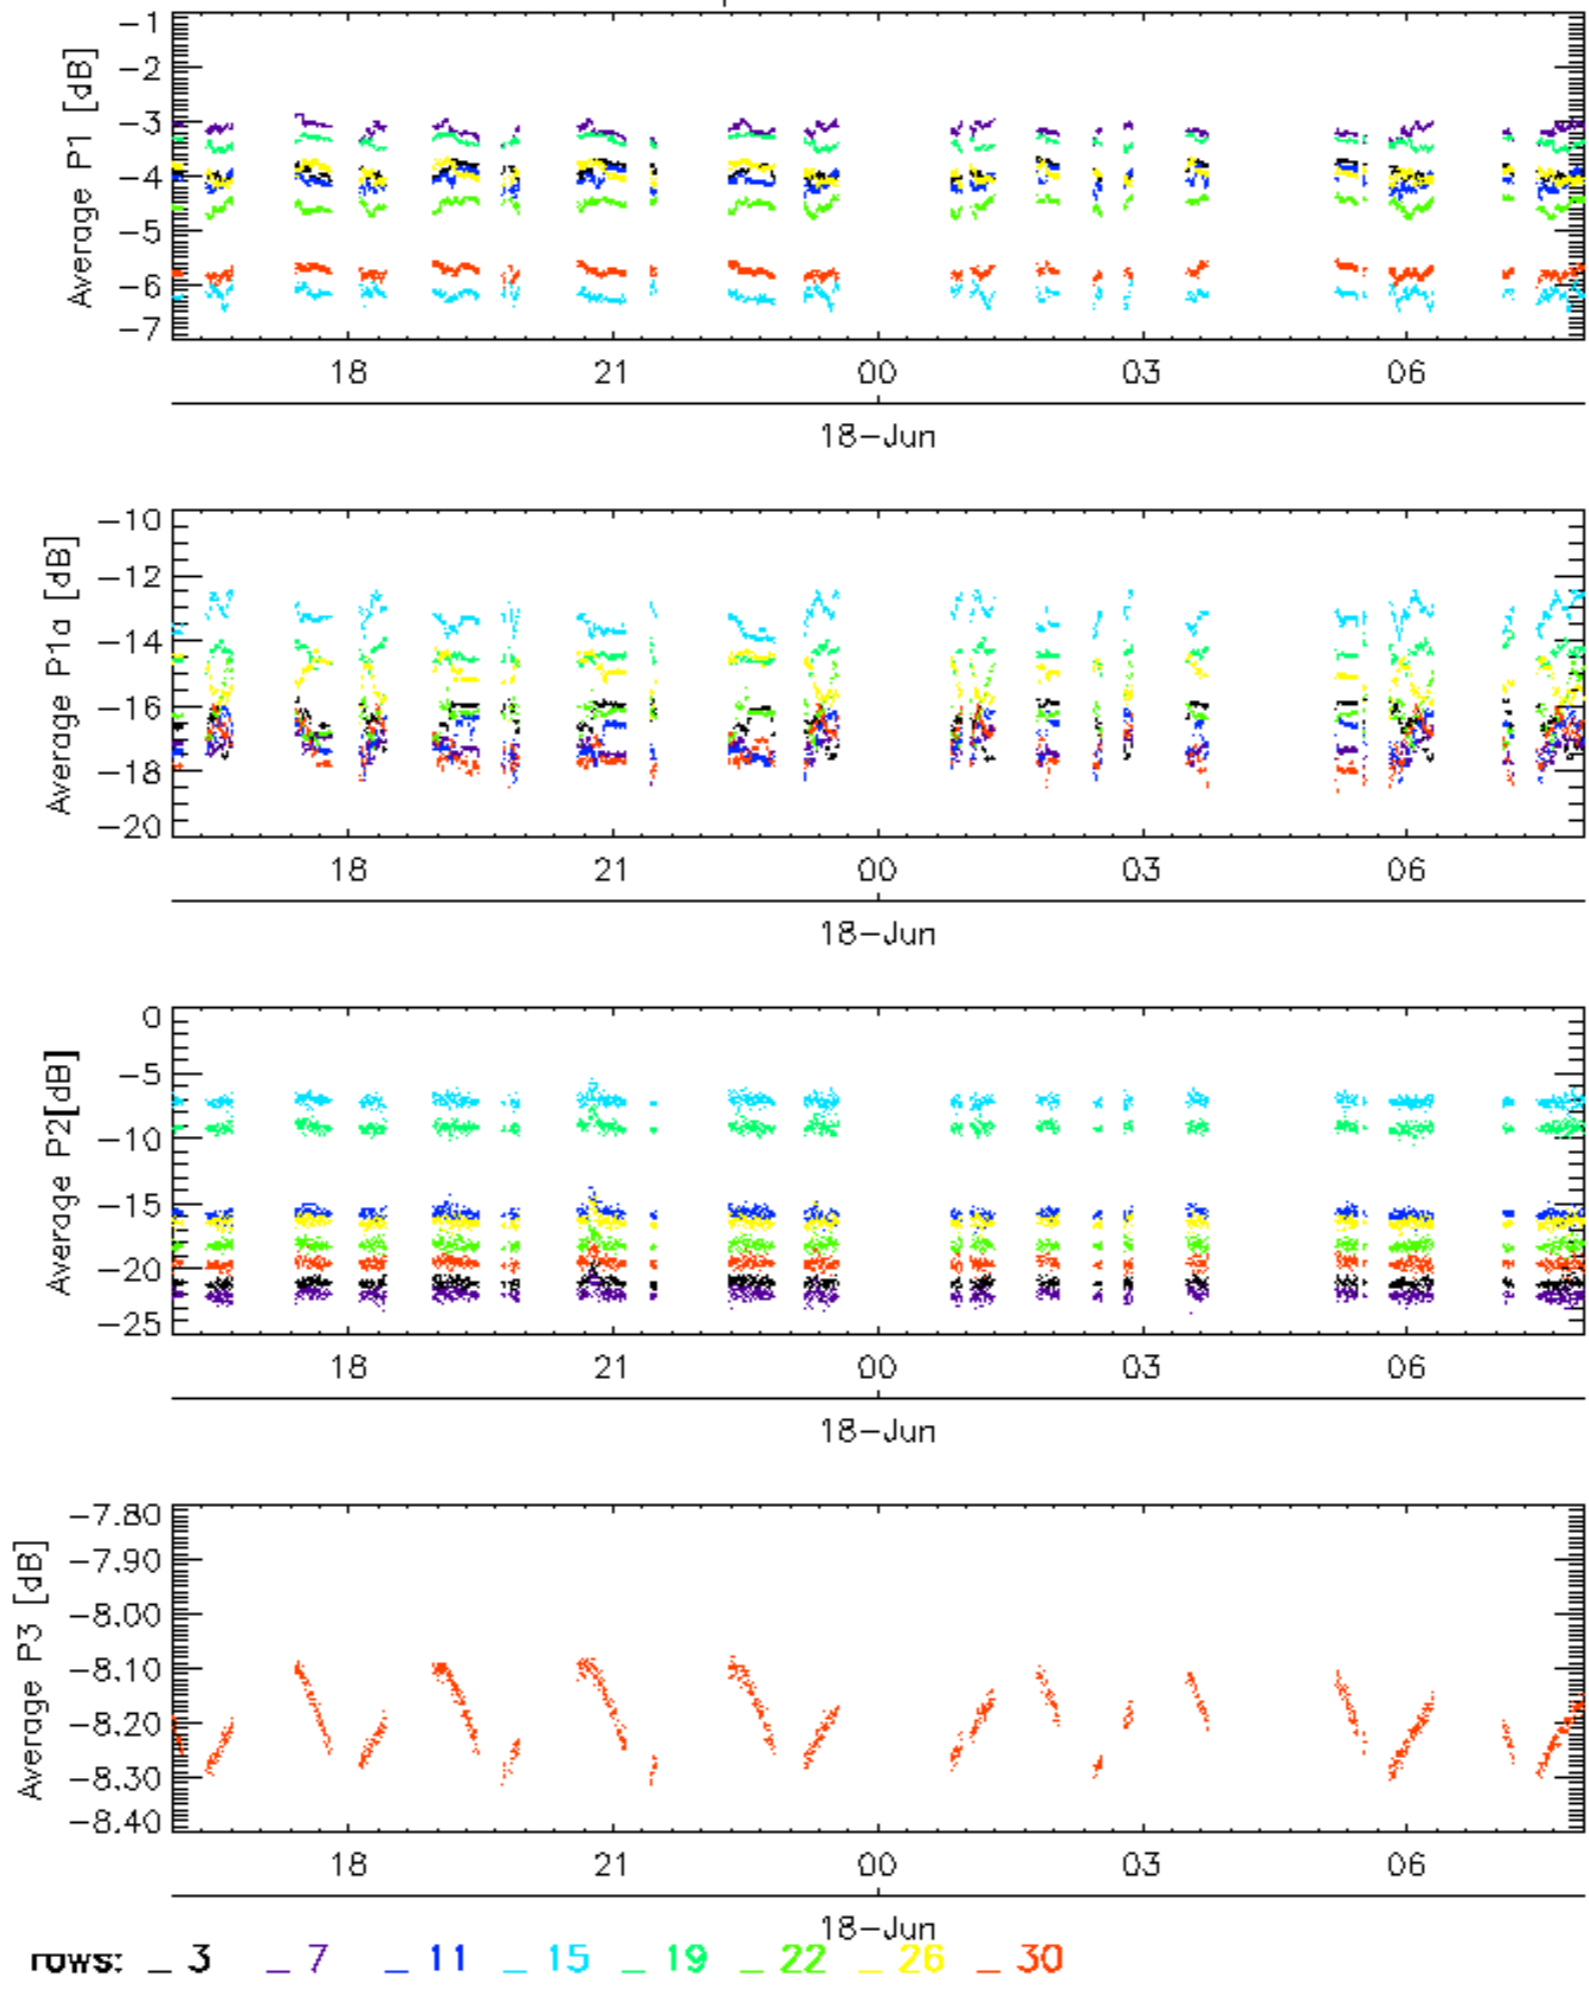 -1
-2
-3
-4
-5
-6
-7
Average P1 [dB]
18 21 00 03 06
18-Jun
-10
-12
-14
-16
-18
-20
Average P1a [dB]
18 21 00 03 06
18-Jun
0
-5
-10
-15
-20
-25
Average P2[dB]
18 21 00 03 06
18-Jun
-7.80
-7.90
-8.00
-8.10
-8.20
-8.30
-8.40
Average P3 [dB]
18 21 00 03 06
18-Jun
rows: _ 3 _ 7 _ 11 _ 15 _ 19 _ 22 _ 26 _ 30